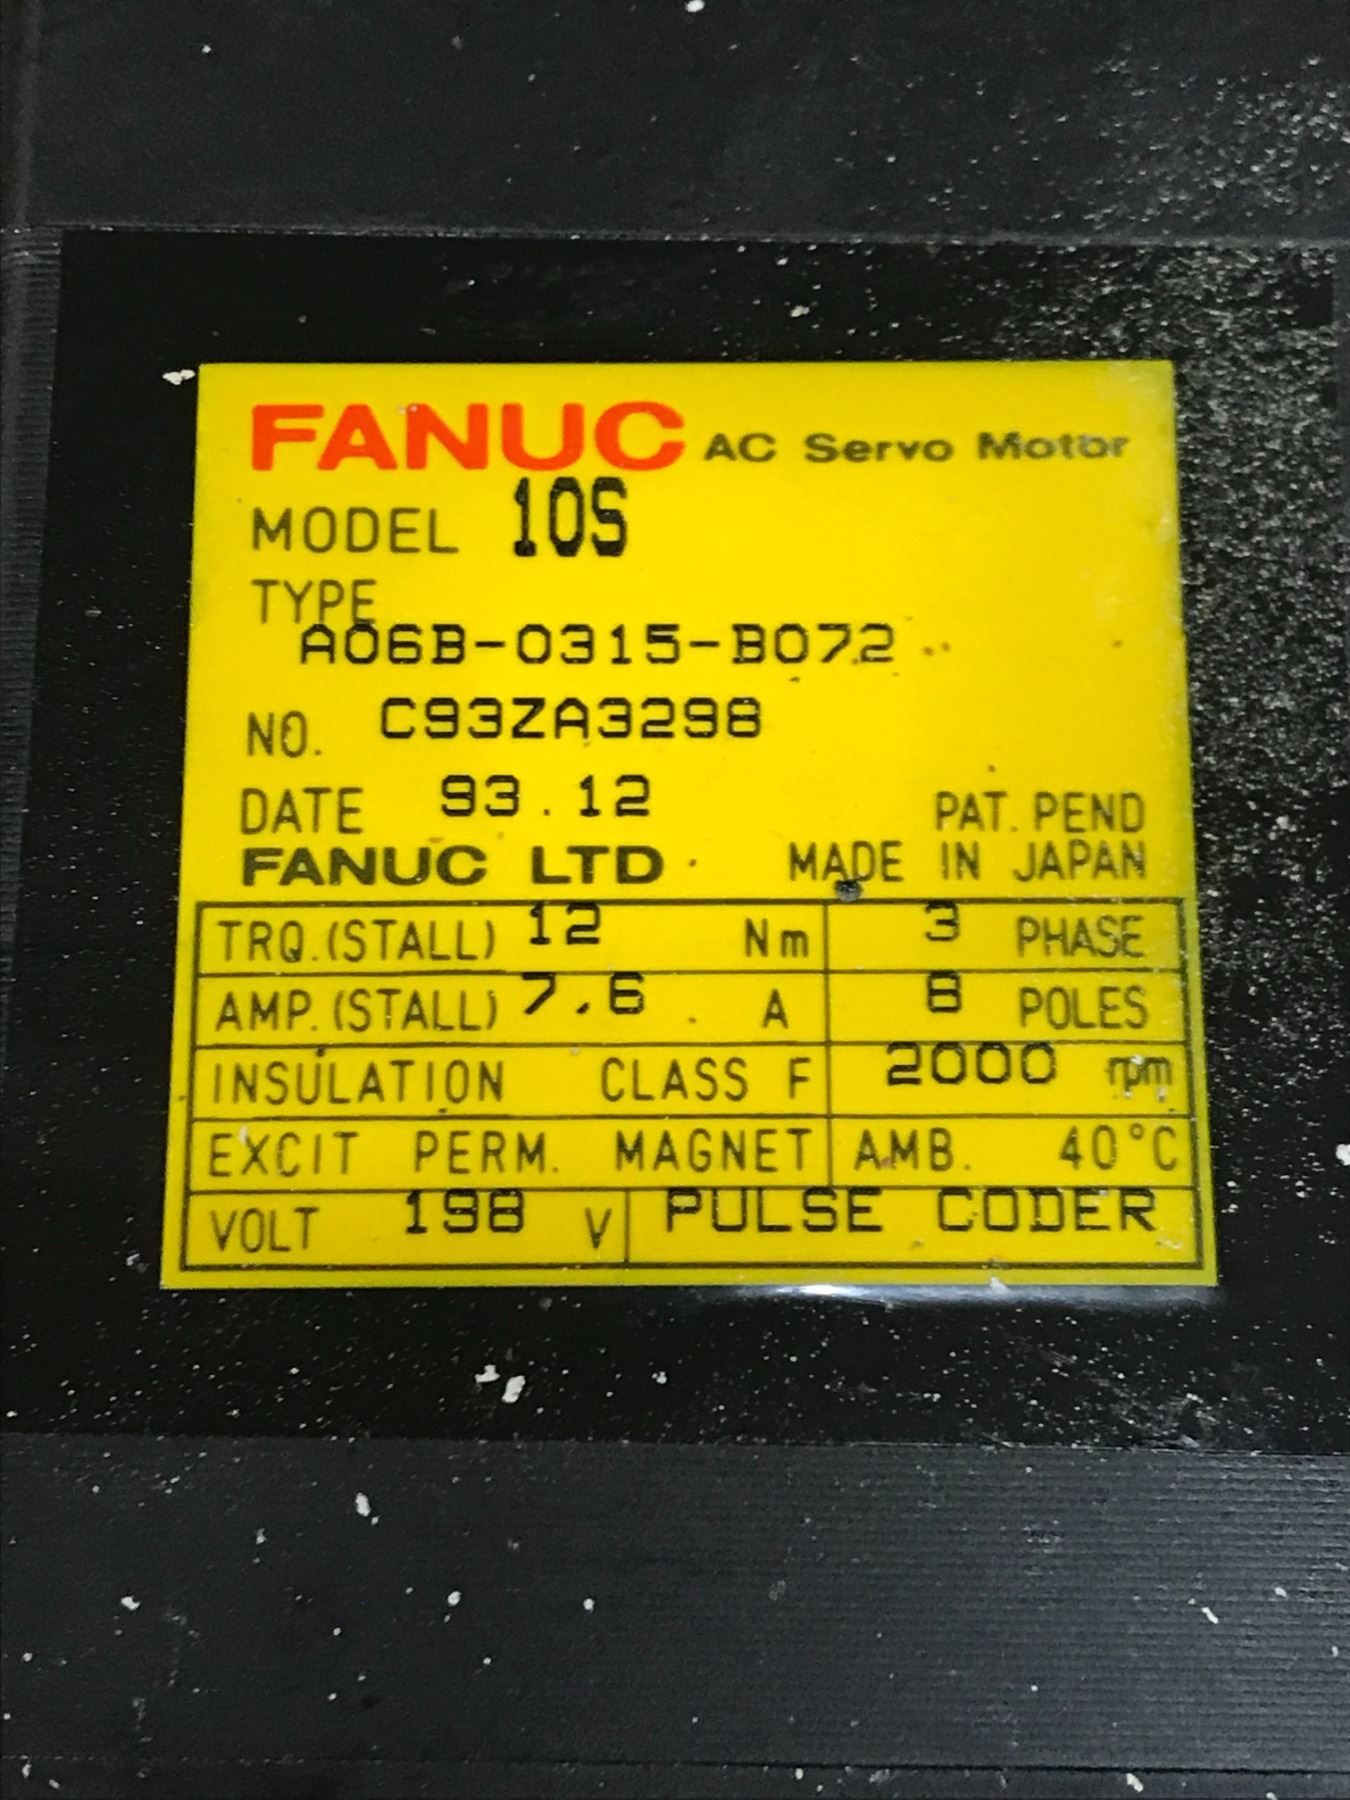 FANUC AC Servo Motor
MODEL 10S
TYPE
A06B-0315-B072
NO. C93ZA3298
DATE 93.12 PAT. PEND
FANUC LTD MADE IN JAPAN
TRQ.(STALL) 12 Nm 3 PHASE
AMP.(STALL) 7.6 A 8 POLES
INSULATION CLASS F 2000 rpm
EXCIT PERM. MAGNET AMB. 40°C
VOLT 198 V PULSE CODER